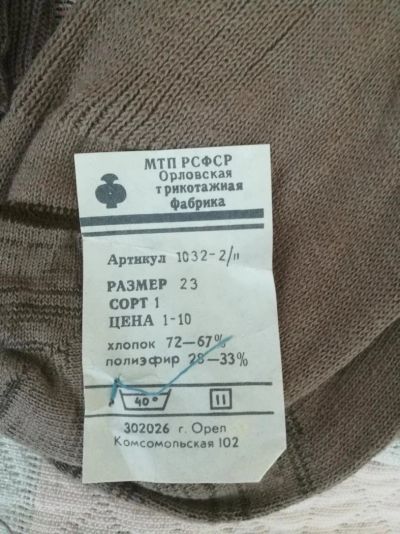 МТП РСФСР
Орловская
трикотажная
фабрика
Артикул 1032-2/п
РАЗМЕР 23
СОРТ 1
ЦЕНА 1-10
хлопок 72—67%
полиэфир 28—33%
40°
302026 г. Орел
Комсомольская 102